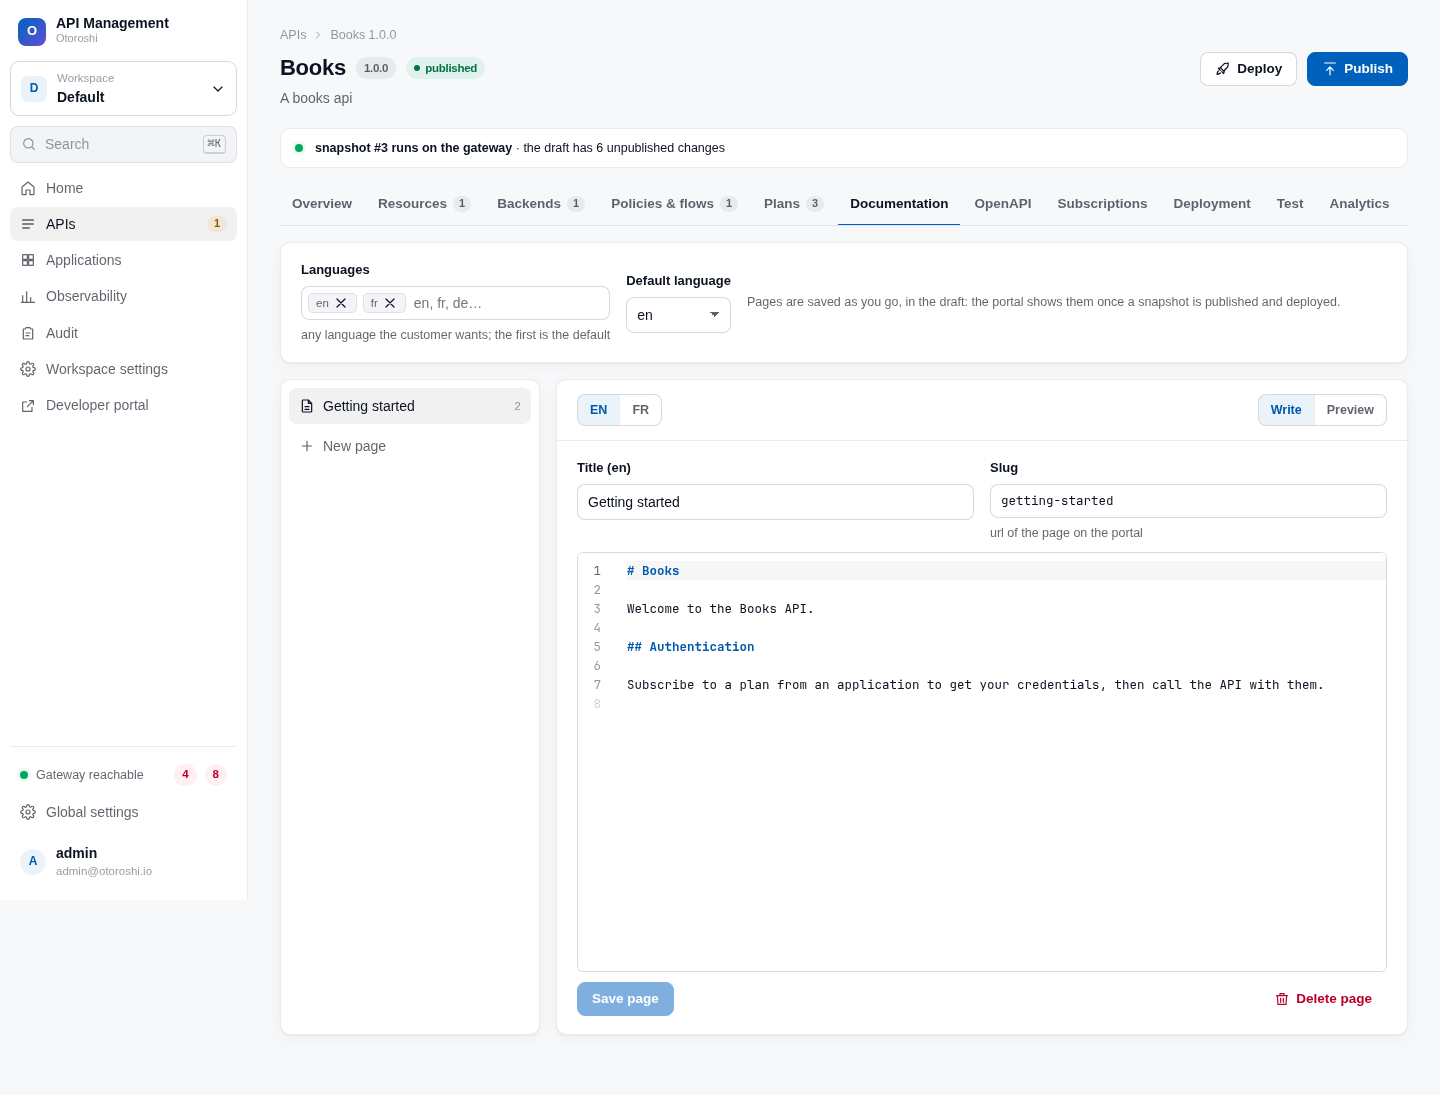 O
API Management
Otoroshi
D
Workspace
Default
Search
⌘K
Home
APIs 1
Applications
Observability
Audit
Workspace settings
Developer portal
Gateway reachable 4 8
Global settings
A
admin
admin@otoroshi.io
APIs > Books 1.0.0
Books 1.0.0 published
A books api
Deploy
Publish
snapshot #3 runs on the gateway · the draft has 6 unpublished changes
Overview Resources 1 Backends 1 Policies & flows 1 Plans 3 Documentation OpenAPI Subscriptions Deployment Test Analytics
Languages
en fr en, fr, de…
any language the customer wants; the first is the default
Default language
en
Pages are saved as you go, in the draft: the portal shows them once a snapshot is published and deployed.
Getting started 2
New page
EN FR
Write Preview
Title (en)
Getting started
Slug
getting-started
url of the page on the portal
1 # Books
2
3 Welcome to the Books API.
4
5 ## Authentication
6
7 Subscribe to a plan from an application to get your credentials, then call the API with them.
8
Save page
Delete page